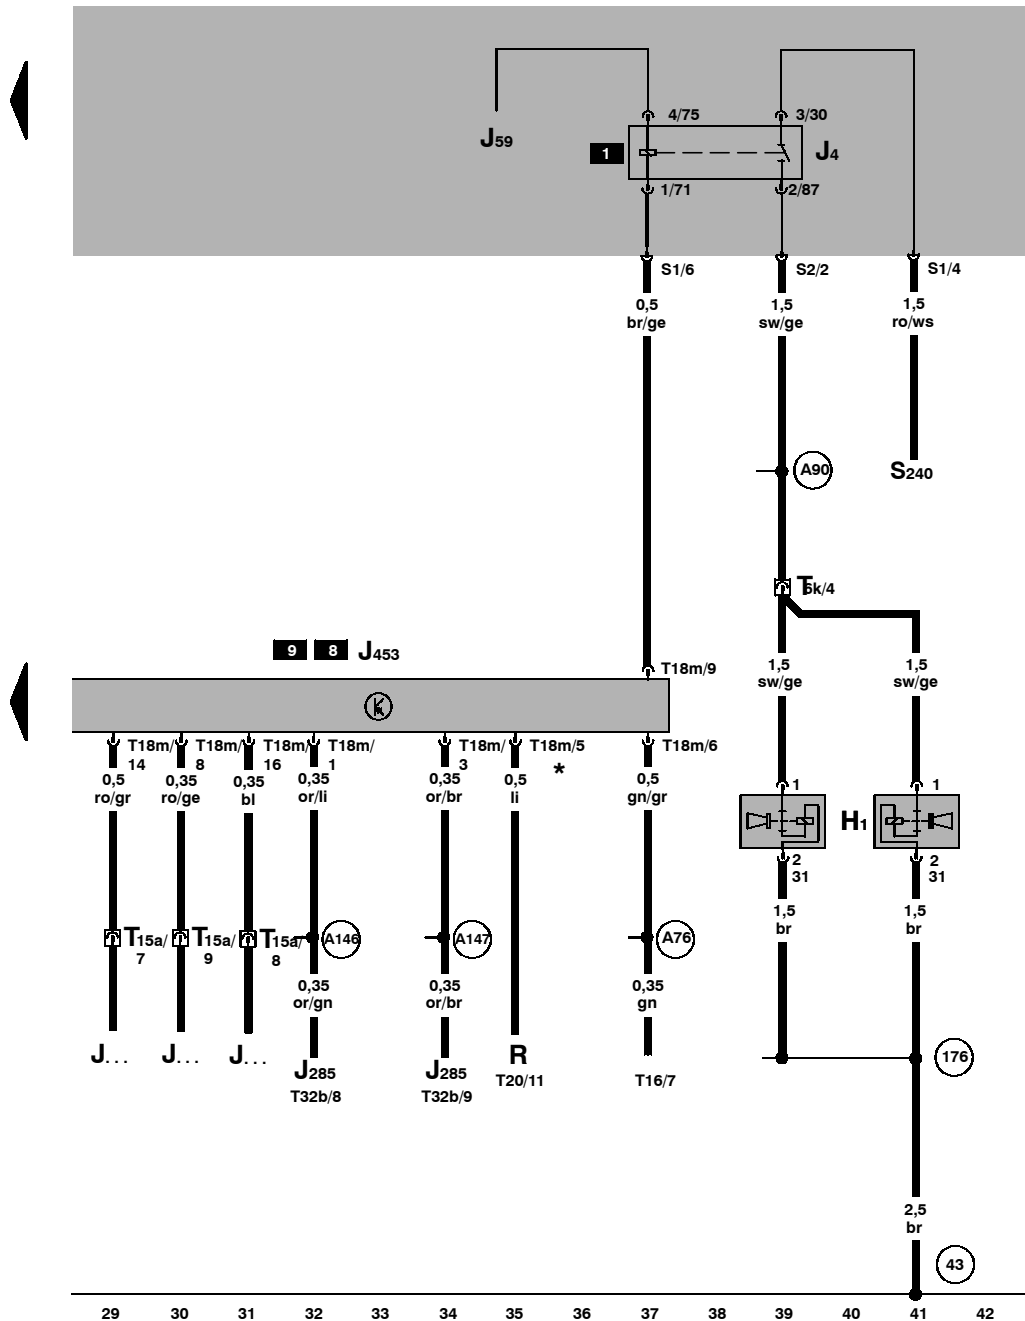 4/75 3/30
J59 1 J4
1/71 2/87
S1/6 S2/2 S1/4
0,5 1,5 1,5
br/ge sw/ge ro/ws
A90 S240
T6k/4
9 8 J453
T18m/9 1,5 1,5
sw/ge sw/ge
K
T18m/ T18m/ T18m/ T18m/ T18m/ T18m/5 T18m/6
14 8 16 1 3 *
0,5 0,35 0,35 0,35 0,35 0,5 0,5 1 1
ro/gr ro/ge bl or/li or/br li gn/gr
H1
2 2
31 31
1,5 1,5
br br
T15a/ T15a/ T15a/ A146 A147 A76
7 9 8
0,35 0,35 0,35
or/gn or/br gn
J... J... J... R 176
J285 J285 T20/11 T16/7
T32b/8 T32b/9
2,5
br
43
29 30 31 32 33 34 35 36 37 38 39 40 41 42